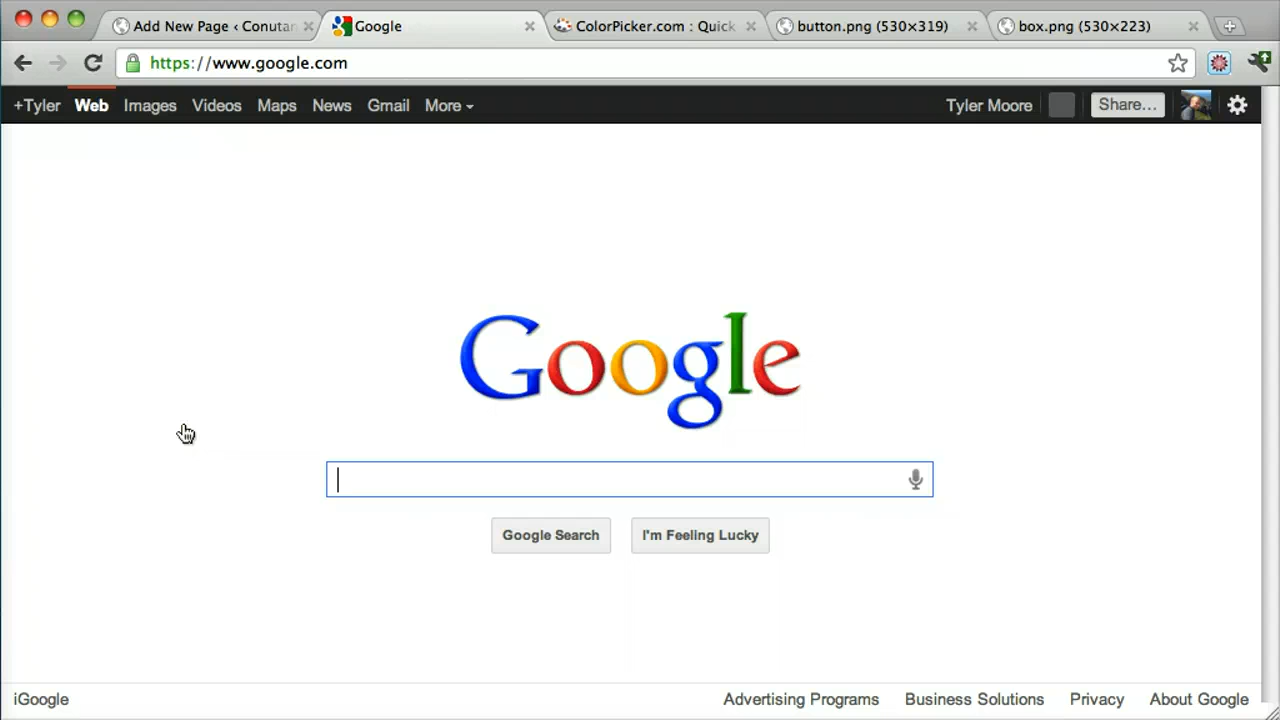 Add New Page ‹ Conutan
Google
ColorPicker.com : Quick
button.png (530×319)
box.png (530×223)
https://www.google.com
+Tyler Web Images Videos Maps News Gmail More
Tyler Moore Share...
Google
Google Search
I'm Feeling Lucky
iGoogle
Advertising Programs Business Solutions Privacy About Google